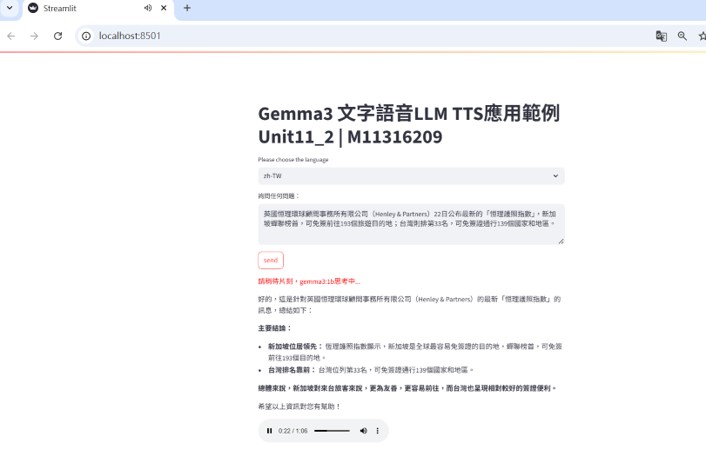 Streamlit
localhost:8501
Gemma3 文字語音LLM TTS應用範例
Unit11_2 | M11316209
Please choose the language
zh-TW
詢問任何問題：
英國恒理環球顧問事務所有限公司（Henley & Partners）22日公布最新的「恒理護照指數」，新加
坡蟬聯榜首，可免簽前往193個旅遊目的地；台灣則排第33名，可免簽證通行139個國家和地區。
send
請稍待片刻，gemma3:1b思考中...
好的，這是針對英國恒理環球顧問事務所有限公司（Henley & Partners）的最新「恒理護照指數」的
訊息，總結如下：
主要結論：
新加坡位居領先： 恆理護照指數顯示，新加坡是全球最容易免簽證的目的地，蟬聯榜首，可免簽
前往193個目的地。
台灣排名靠前： 台灣位列第33名，可免簽證通行139個國家和地區。
總體來說，新加坡對來台旅客來說，更為友善，更容易前往，而台灣也呈現相對較好的簽證便利。
希望以上資訊對您有幫助！
0:22 / 1:06